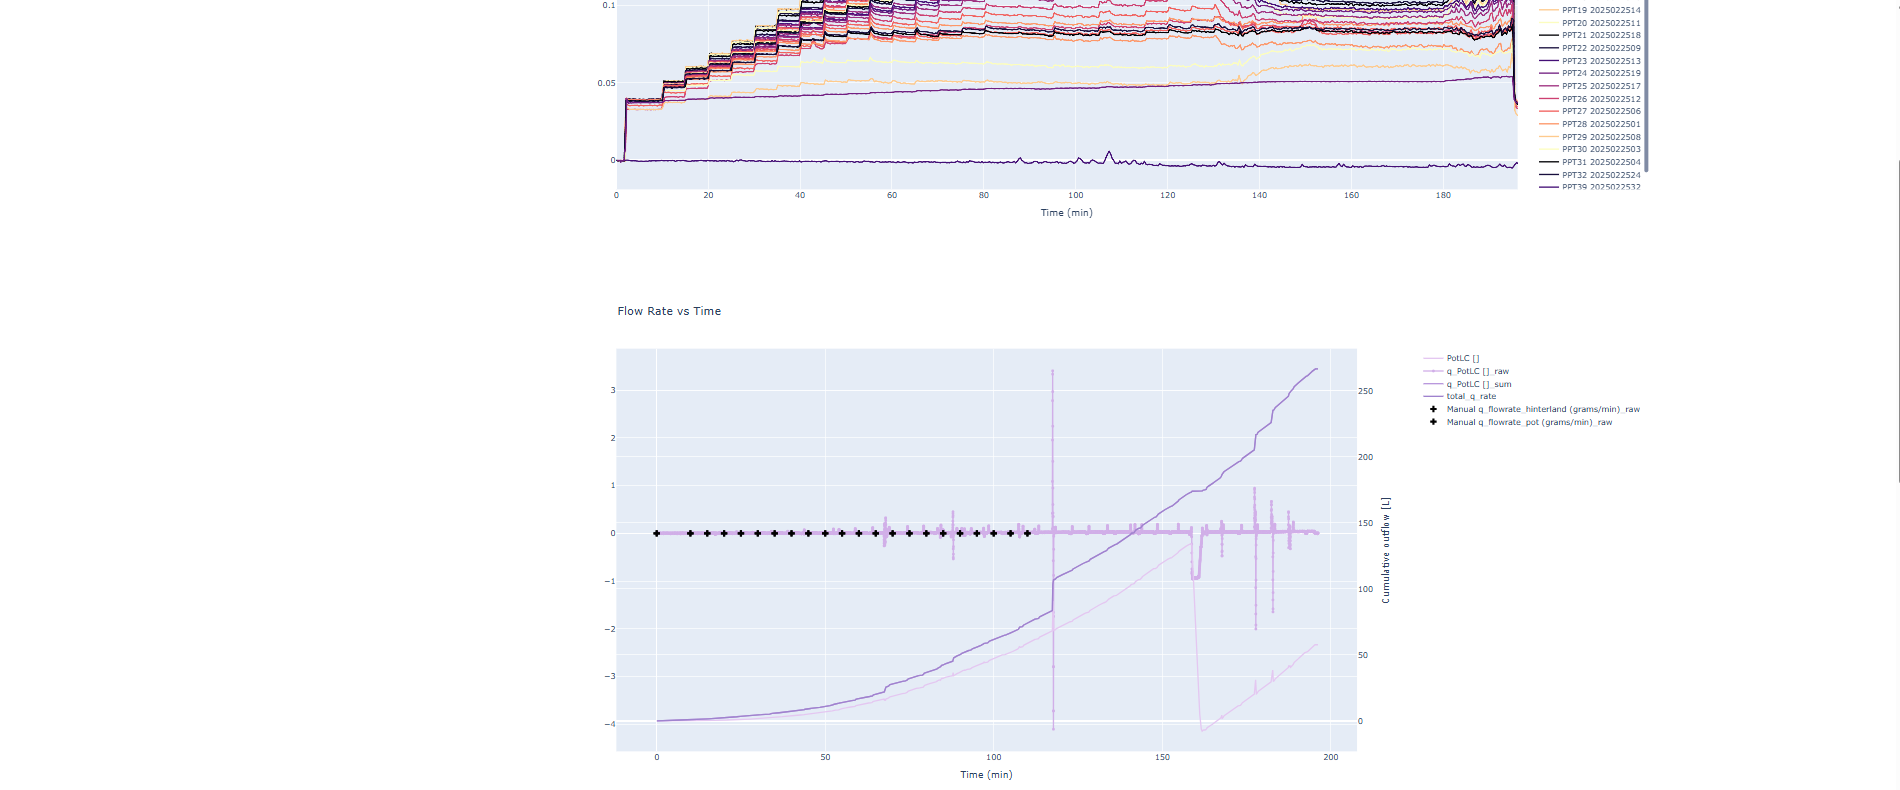 0.1
0.05
0
0 20 40 60 80 100 120 140 160 180
Time (min)
PPT19 2025022514
PPT20 2025022511
PPT21 2025022518
PPT22 2025022509
PPT23 2025022513
PPT24 2025022519
PPT25 2025022517
PPT26 2025022512
PPT27 2025022506
PPT28 2025022501
PPT29 2025022508
PPT30 2025022503
PPT31 2025022504
PPT32 2025022524
PPT39 2025022532
Flow Rate vs Time
3
2
1
0
−1
−2
−3
−4
0 50 100 150 200
Time (min)
250
200
150
100
50
0
Cumulative outflow [L]
PotLC []
q_PotLC []_raw
q_PotLC []_sum
total_q_rate
Manual q_flowrate_hinterland (grams/min)_raw
Manual q_flowrate_pot (grams/min)_raw